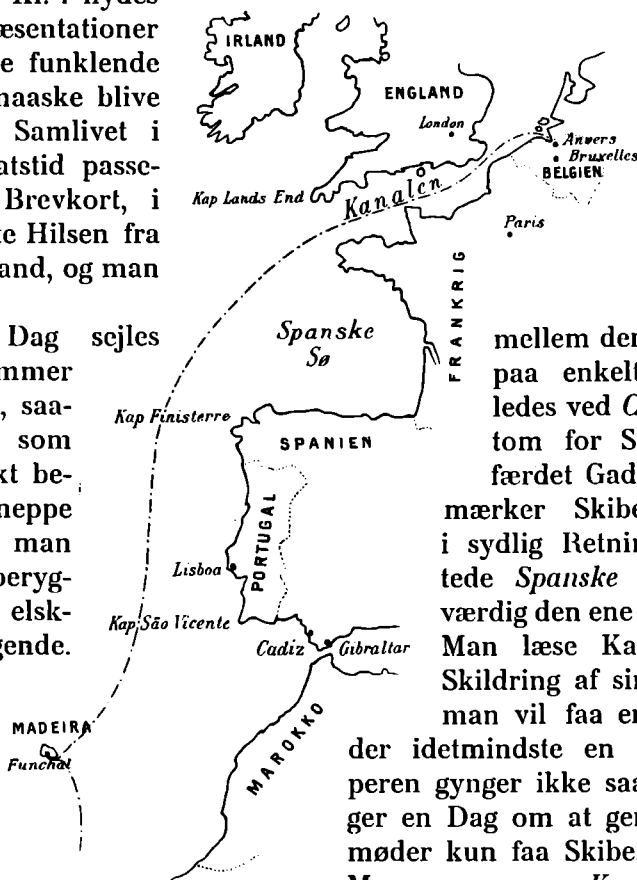 Kl. 7 nydes
æsentationer
e funklende
naaske blive
Samlivet i
atstid passe-
Brevkort, i
te Hilsen fra
and, og man
Dag sejles
mmer
, saa-
som
kt be-
neppe
man
beryg-
elsk-
gende.
IRLAND
ENGLAND
London
Anvers
Bruxelles
BELGIEN
Kap Lands End
Kanalen
Paris
FRANKRIG
Spanske
Sø
Kap Finisterre
SPANIEN
PORTUGAL
Lisboa
Kap São Vicente
Cadiz
Gibraltar
MAROKKO
MADEIRA
Funchal
mellem den
paa enkelt
ledes ved C
tom for S
færdet Gad
mærker Skibe
i sydlig Retnin
tede Spanske
værdig den ene
Man læse Ka
Skildring af sin
man vil faa en
der idetmindste en
peren gynger ikke saa
ger en Dag om at gen
møder kun faa Skibe